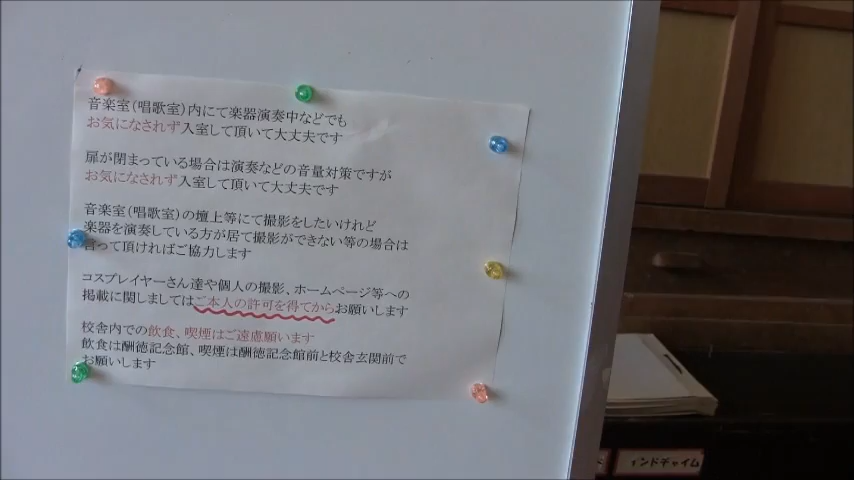 音楽室(唱歌室)内にて楽器演奏中などでも
お気になされず入室して頂いて大丈夫です
扉が閉まっている場合は演奏などの音量対策ですが
お気になされず入室して頂いて大丈夫です
音楽室(唱歌室)の壇上等にて撮影をしたいけれど
楽器を演奏している方が居て撮影ができない等の場合は
言って頂ければご協力します
コスプレイヤーさん達や個人の撮影、ホームページ等への
掲載に関しましてはご本人の許可を得てからお願いします
校舎内での飲食、喫煙はご遠慮願います
飲食は酬徳記念館、喫煙は酬徳記念館前と校舎玄関前で
お願いします
ィンドチャイム